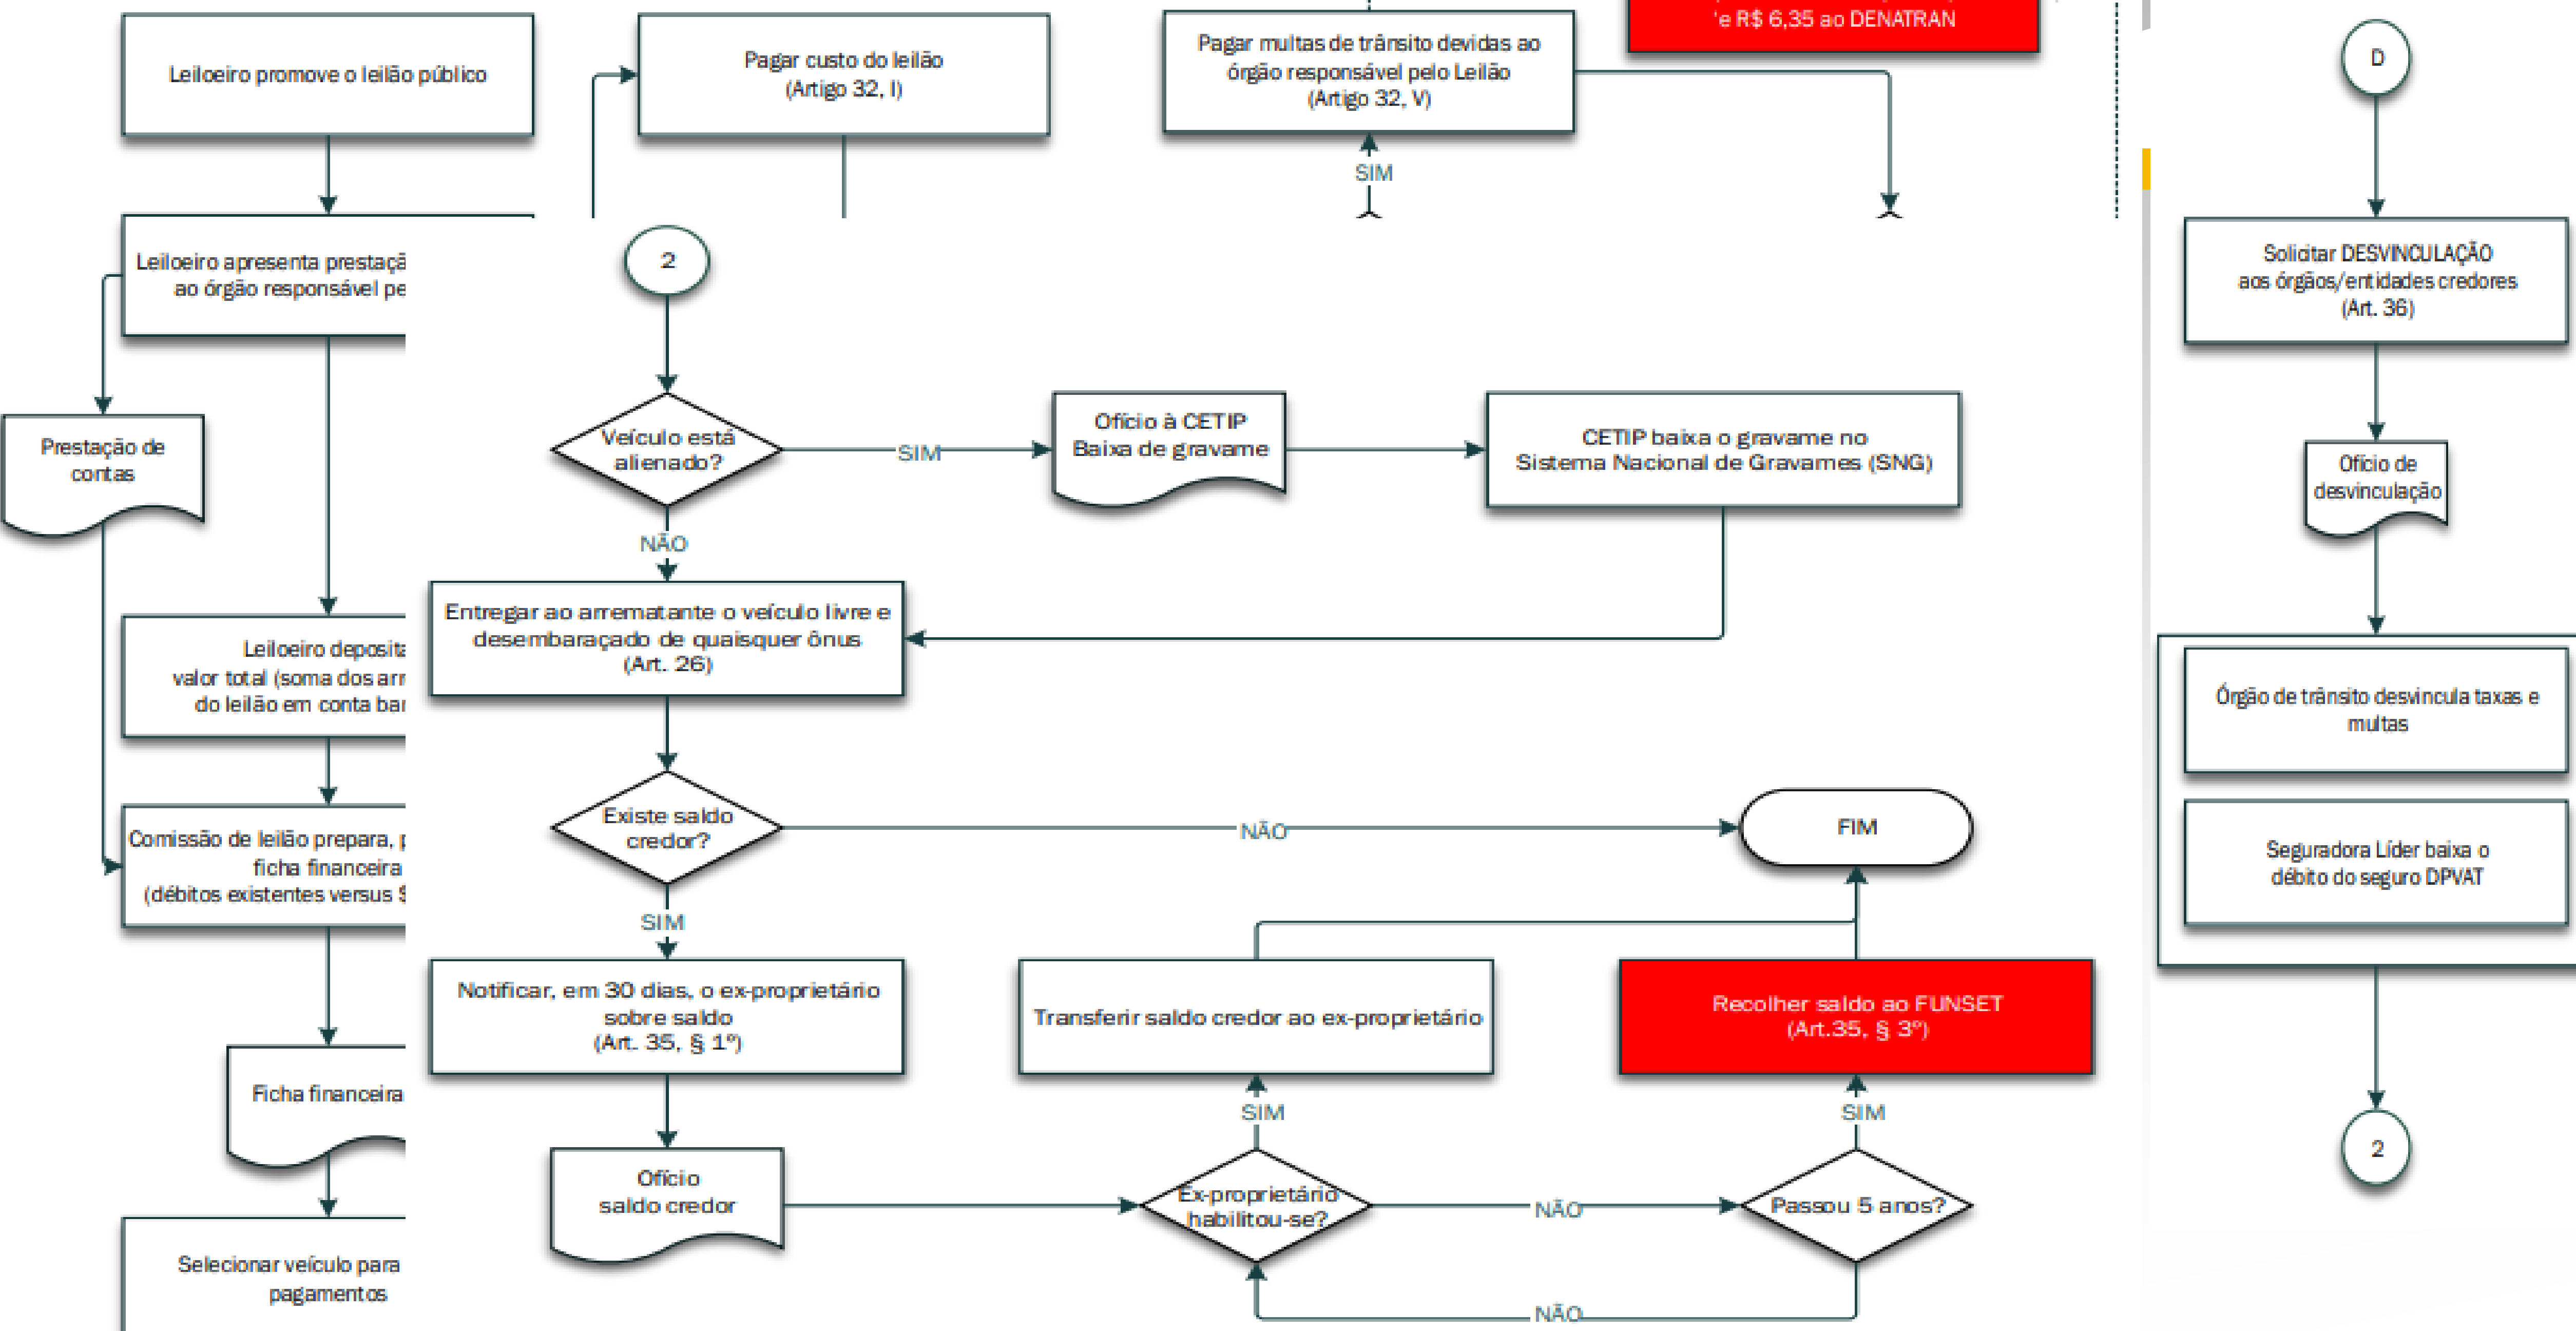 Leiloeiro promove o leilão público
Leiloeiro apresenta
ao órgão responsável
Prestação de
contas
Leiloeiro
valor total (soma dos
do leilão em conta
Comissão de leilão prepara,
ficha financeira
(débitos existentes versus
Ficha financeira
Selecionar veículo para
pagamentos
Pagar custo do leilão
(Artigo 32, I)
Pagar multas de trânsito devidas ao
órgão responsável pelo Leilão
(Artigo 32, V)
SIM
e R$ 6,35 ao DENATRAN
2
Veículo está
alienado?
SIM
Ofício à CETIP
Baixa de gravame
CETIP baixa o gravame no
Sistema Nacional de Gravames (SNG)
NÃO
Entregar ao arrematante o veículo livre e
desembaraçado de quaisquer ônus
(Art. 26)
Existe saldo
credor?
NÃO
FIM
SIM
Notificar, em 30 dias, o ex-proprietário
sobre saldo
(Art. 35, § 1º)
Transferir saldo credor ao ex-proprietário
Recolher saldo ao FUNSET
(Art.35, § 3º)
SIM
SIM
Ofício
saldo credor
Ex-proprietário
habilitou-se?
NÃO
Passou 5 anos?
NÃO
D
Solicitar DESVINCULAÇÃO
aos órgãos/entidades credores
(Art. 36)
Ofício de
desvinculação
Órgão de trânsito desvincula taxas e
multas
Seguradora Líder baixa o
débito do seguro DPVAT
2